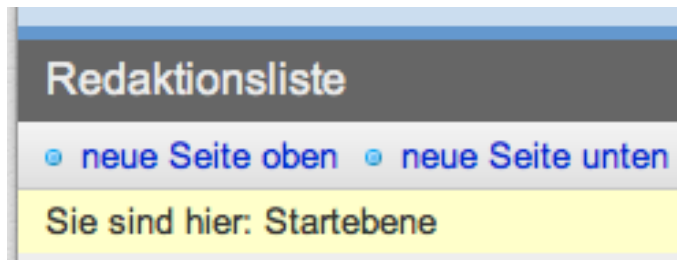 Redaktionsliste
neue Seite oben neue Seite unten
Sie sind hier: Startebene